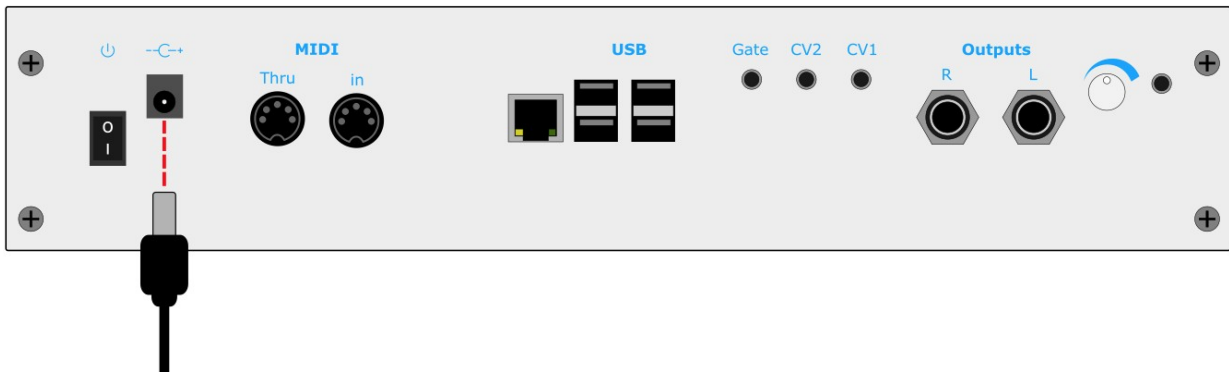 MIDI
Thru in
USB
Gate CV2 CV1
Outputs
R L
O
I